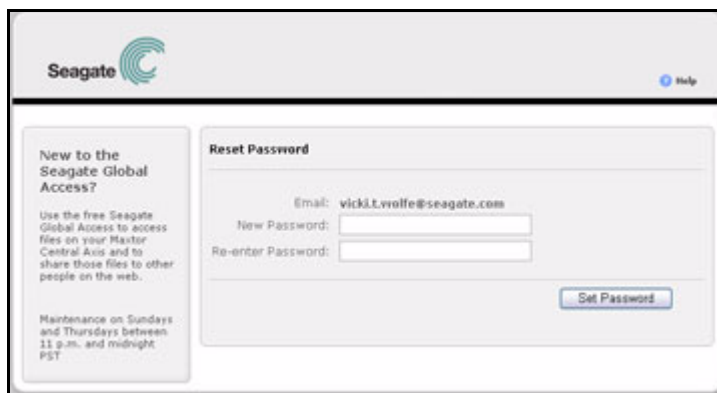 Seagate
Help
New to the
Seagate Global
Access?
Use the free Seagate
Global Access to access
files on your Maxtor
Central Axis and to
share those files to other
people on the web.
Maintenance on Sundays
and Thursdays between
11 p.m. and midnight
PST
Reset Password
Email: vicki.t.wolfe@seagate.com
New Password:
Re-enter Password:
Set Password